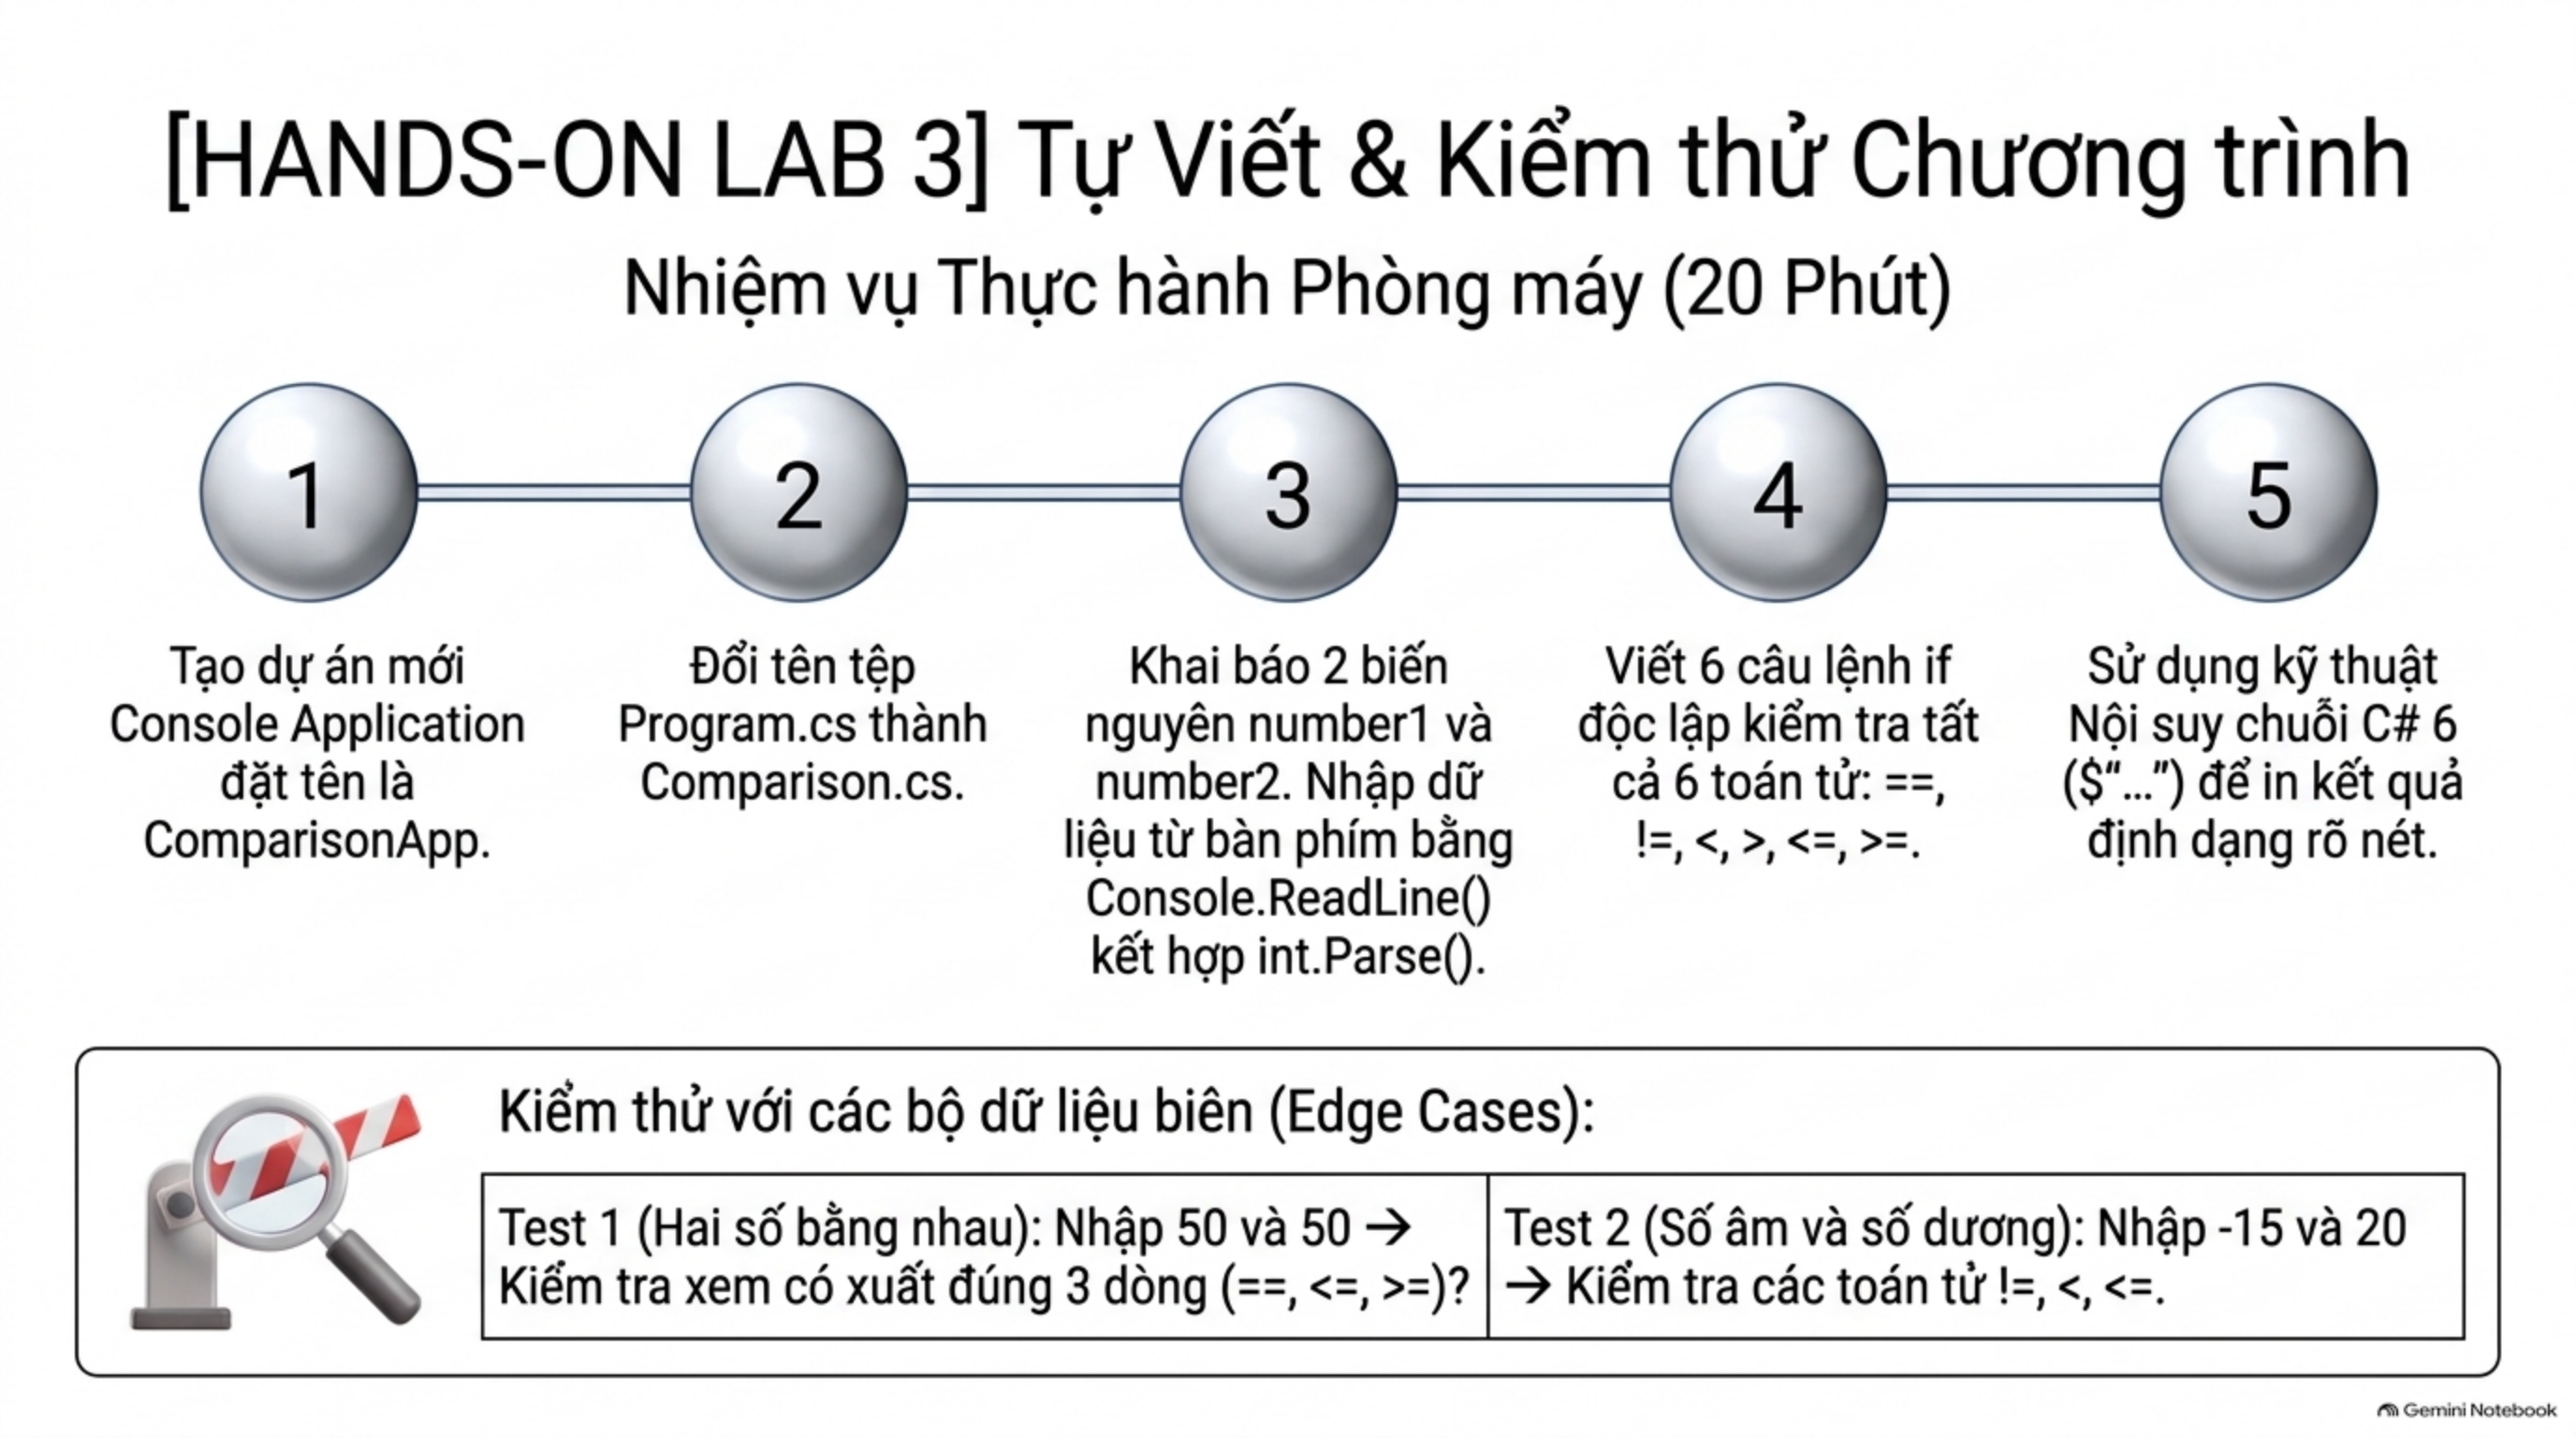 [HANDS-ON LAB 3] Tự Viết & Kiểm thử Chương trình
Nhiệm vụ Thực hành Phòng máy (20 Phút)
1
Tạo dự án mới
Console Application
đặt tên là
ComparisonApp.
2
Đổi tên tệp
Program.cs thành
Comparison.cs.
3
Khai báo 2 biến
nguyên number1 và
number2. Nhập dữ
liệu từ bàn phím bằng
Console.ReadLine()
kết hợp int.Parse().
4
Viết 6 câu lệnh if
độc lập kiểm tra tất
cả 6 toán tử: ==,
!=, <, >, <=, >=.
5
Sử dụng kỹ thuật
Nội suy chuỗi C# 6
($“...”) để in kết quả
định dạng rõ nét.
Kiểm thử với các bộ dữ liệu biên (Edge Cases):
Test 1 (Hai số bằng nhau): Nhập 50 và 50 →
Kiểm tra xem có xuất đúng 3 dòng (==, <=, >=)?
Test 2 (Số âm và số dương): Nhập -15 và 20
→ Kiểm tra các toán tử !=, <, <=.
Gemini Notebook